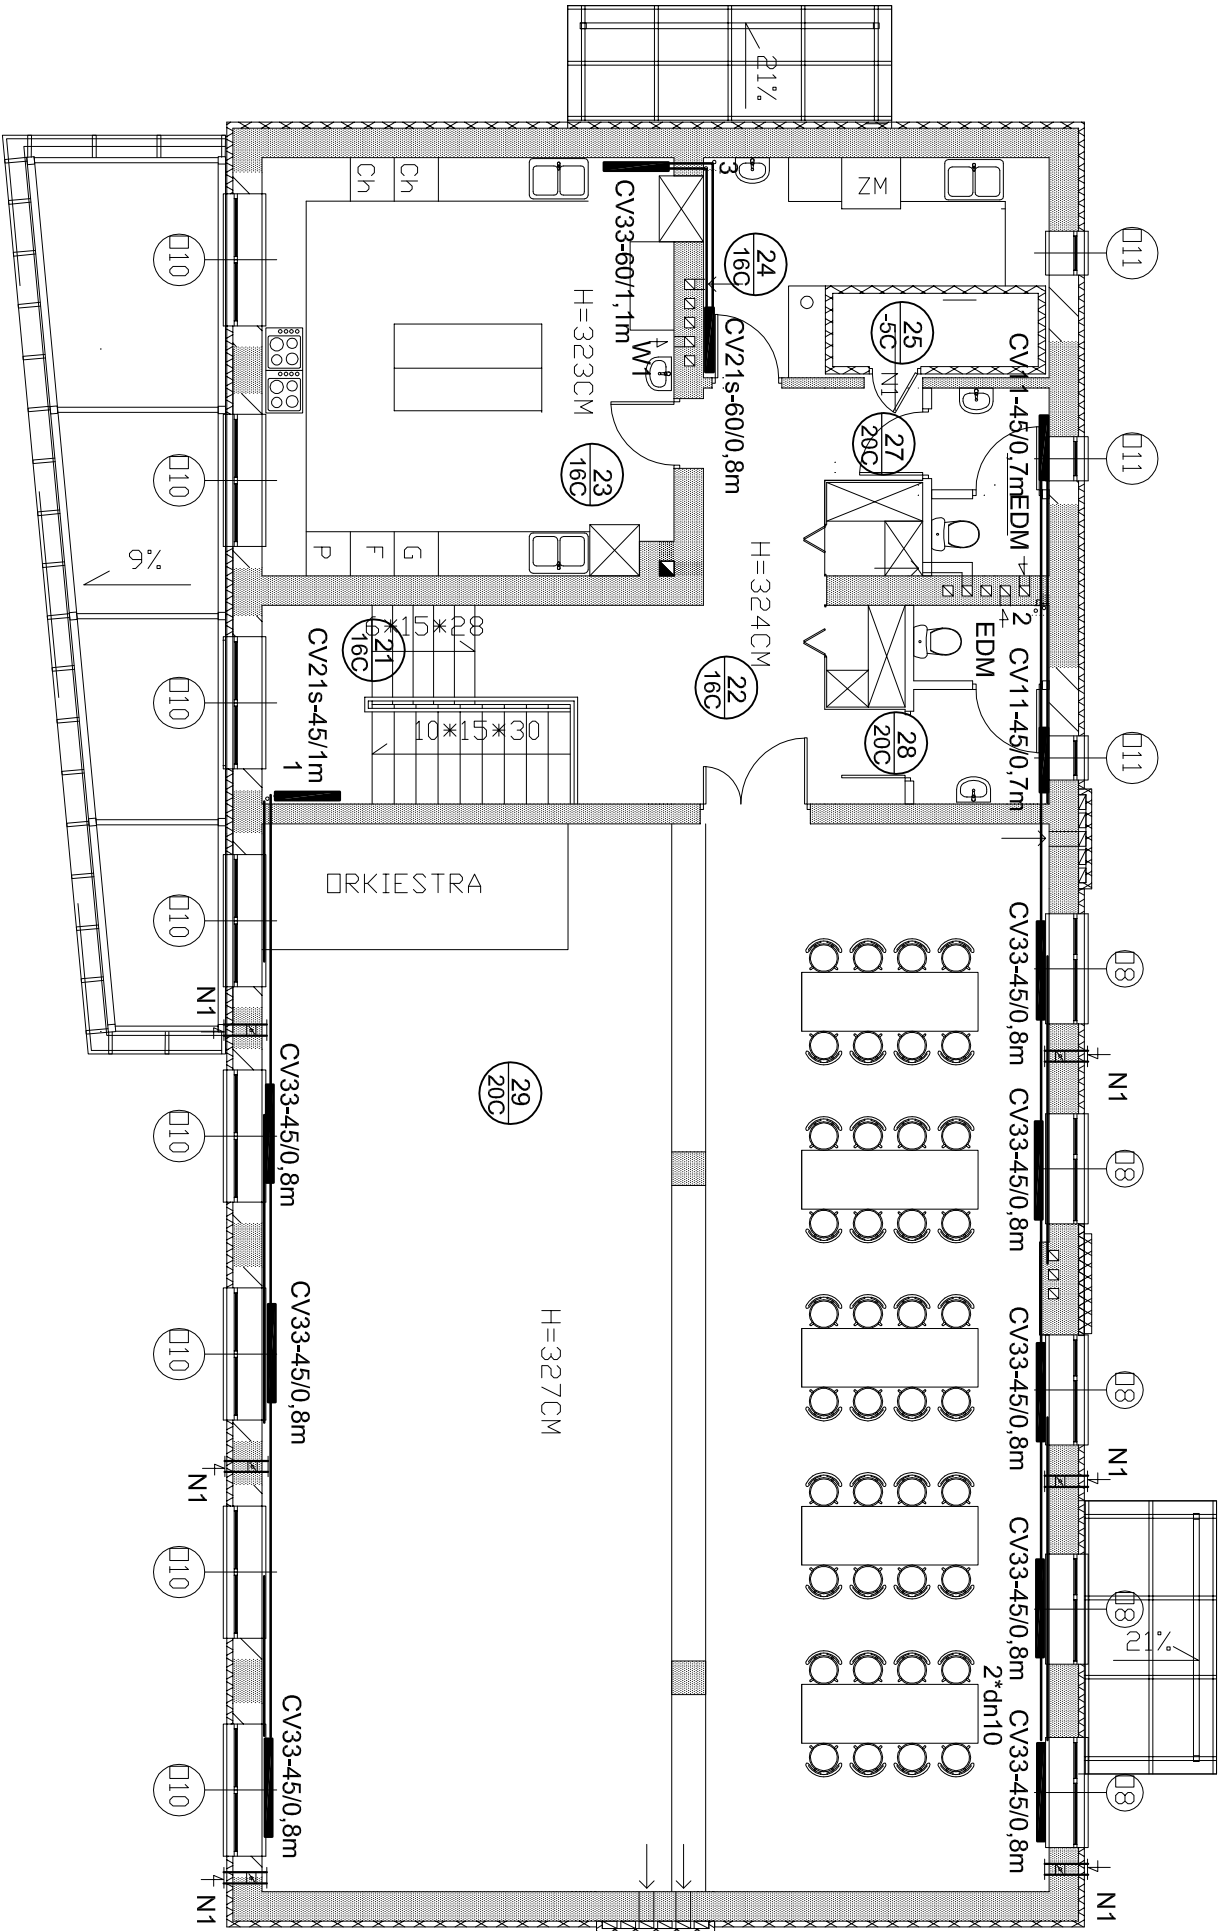 21%
Ch
Ch
3
ZM
CV33-60/1,1m
24
16C
25
-5C
N1
□11
□10
H=323CM
W1
CV21s-60/0,8m
CV11-45/0,7m
27
20C
□11
□10
23
16C
EDM
P
F
G
9%
H=324CM
6*15*28
21
16C
CV21s-45/1m
1
10*15*30
22
16C
2
EDM
CV11-45/0,7m
28
20C
□11
□10
ORKIESTRA
□10
CV33-45/0,8m
□8
N1
N1
29
20C
CV33-45/0,8m
□10
CV33-45/0,8m
□8
H=327CM
CV33-45/0,8m
□10
CV33-45/0,8m
□8
N1
N1
CV33-45/0,8m
□8
21%
□10
2*dn10
CV33-45/0,8m
□10
CV33-45/0,8m
□8
N1
N1